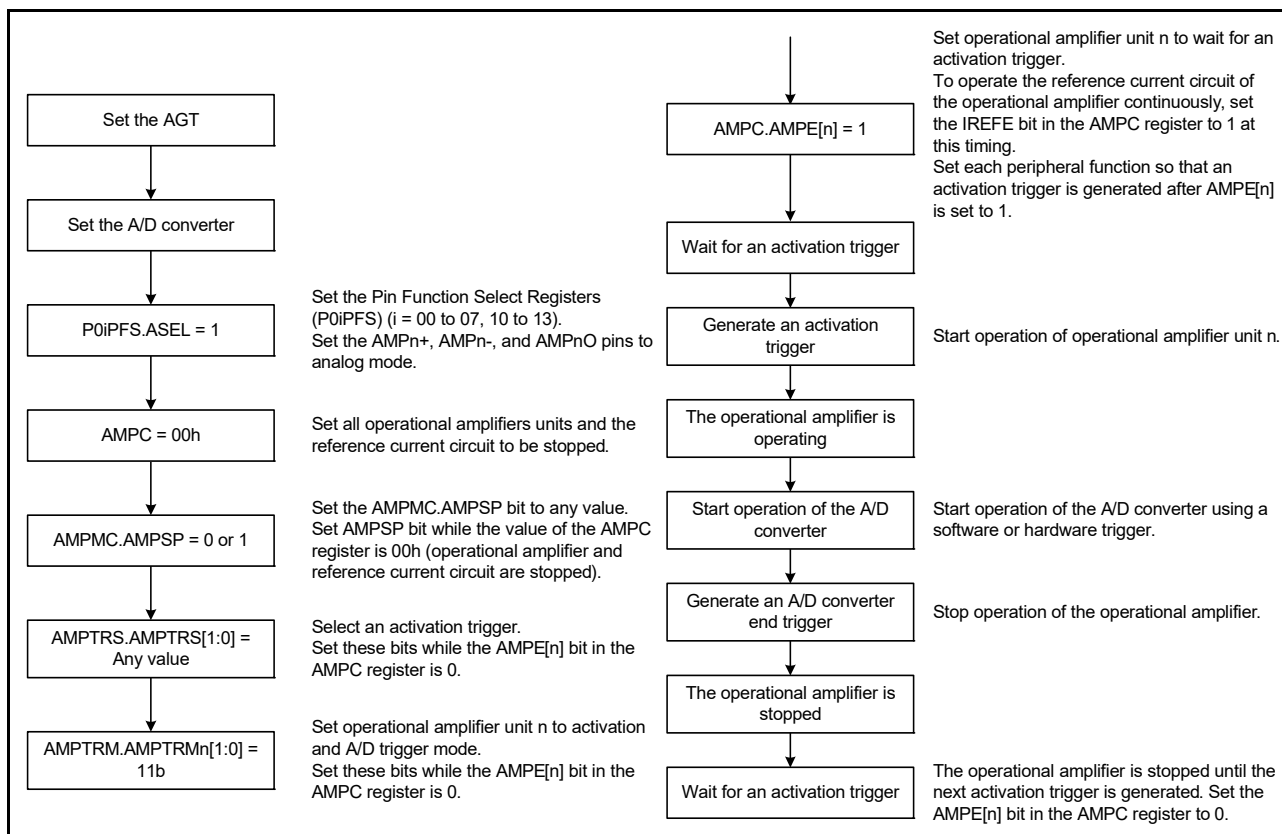 Set the AGT
Set the A/D converter
P0iPFS.ASEL = 1
Set the Pin Function Select Registers
(P0iPFS) (i = 00 to 07, 10 to 13).
Set the AMPn+, AMPn-, and AMPnO pins to
analog mode.
AMPC = 00h
Set all operational amplifiers units and the
reference current circuit to be stopped.
AMPMC.AMPSP = 0 or 1
Set the AMPMC.AMPSP bit to any value.
Set AMPSP bit while the value of the AMPC
register is 00h (operational amplifier and
reference current circuit are stopped).
AMPTRS.AMPTRS[1:0] =
Any value
Select an activation trigger.
Set these bits while the AMPE[n] bit in the
AMPC register is 0.
AMPTRM.AMPTRMn[1:0] =
11b
Set operational amplifier unit n to activation
and A/D trigger mode.
Set these bits while the AMPE[n] bit in the
AMPC register is 0.
AMPC.AMPE[n] = 1
Set operational amplifier unit n to wait for an
activation trigger.
To operate the reference current circuit of
the operational amplifier continuously, set
the IREFE bit in the AMPC register to 1 at
this timing.
Set each peripheral function so that an
activation trigger is generated after AMPE[n]
is set to 1.
Wait for an activation trigger
Generate an activation
trigger
Start operation of operational amplifier unit n.
The operational amplifier is
operating
Start operation of the A/D
converter
Start operation of the A/D converter using a
software or hardware trigger.
Generate an A/D converter
end trigger
Stop operation of the operational amplifier.
The operational amplifier is
stopped
Wait for an activation trigger
The operational amplifier is stopped until the
next activation trigger is generated. Set the
AMPE[n] bit in the AMPC register to 0.